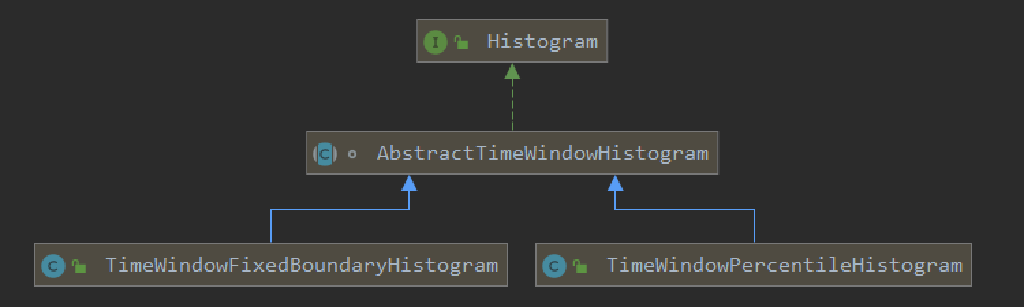 I Histogram
C AbstractTimeWindowHistogram
C TimeWindowFixedBoundaryHistogram
C TimeWindowPercentileHistogram